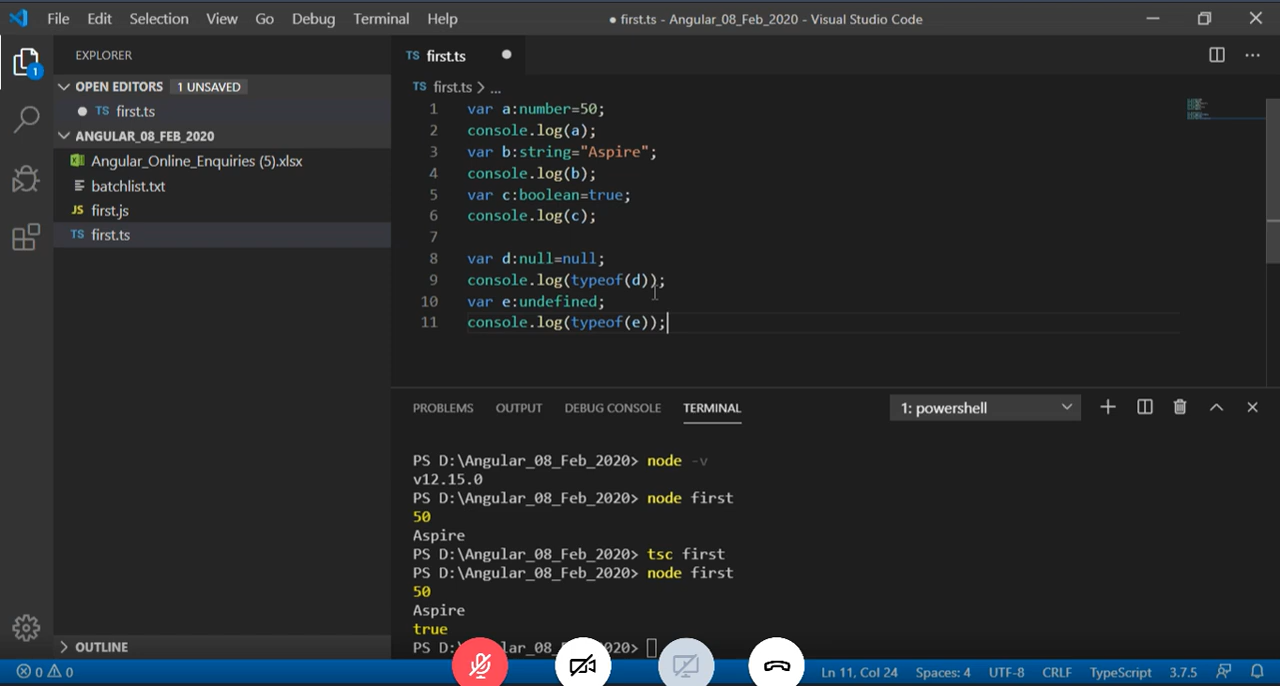 File Edit Selection View Go Debug Terminal Help
● first.ts - Angular_08_Feb_2020 - Visual Studio Code
EXPLORER
1
OPEN EDITORS 1 UNSAVED
TS first.ts
ANGULAR_08_FEB_2020
Angular_Online_Enquiries (5).xlsx
batchlist.txt
JS first.js
TS first.ts
OUTLINE
TS first.ts
TS first.ts > ...
1 var a:number=50;
2 console.log(a);
3 var b:string="Aspire";
4 console.log(b);
5 var c:boolean=true;
6 console.log(c);
7
8 var d:null=null;
9 console.log(typeof(d));
10 var e:undefined;
11 console.log(typeof(e));
PROBLEMS OUTPUT DEBUG CONSOLE TERMINAL 1: powershell
PS D:\Angular_08_Feb_2020> node -v
v12.15.0
PS D:\Angular_08_Feb_2020> node first
50
Aspire
PS D:\Angular_08_Feb_2020> tsc first
PS D:\Angular_08_Feb_2020> node first
50
Aspire
true
PS D:\Angular_08_ 020>
0 0 Ln 11, Col 24 Spaces: 4 UTF-8 CRLF TypeScript 3.7.5